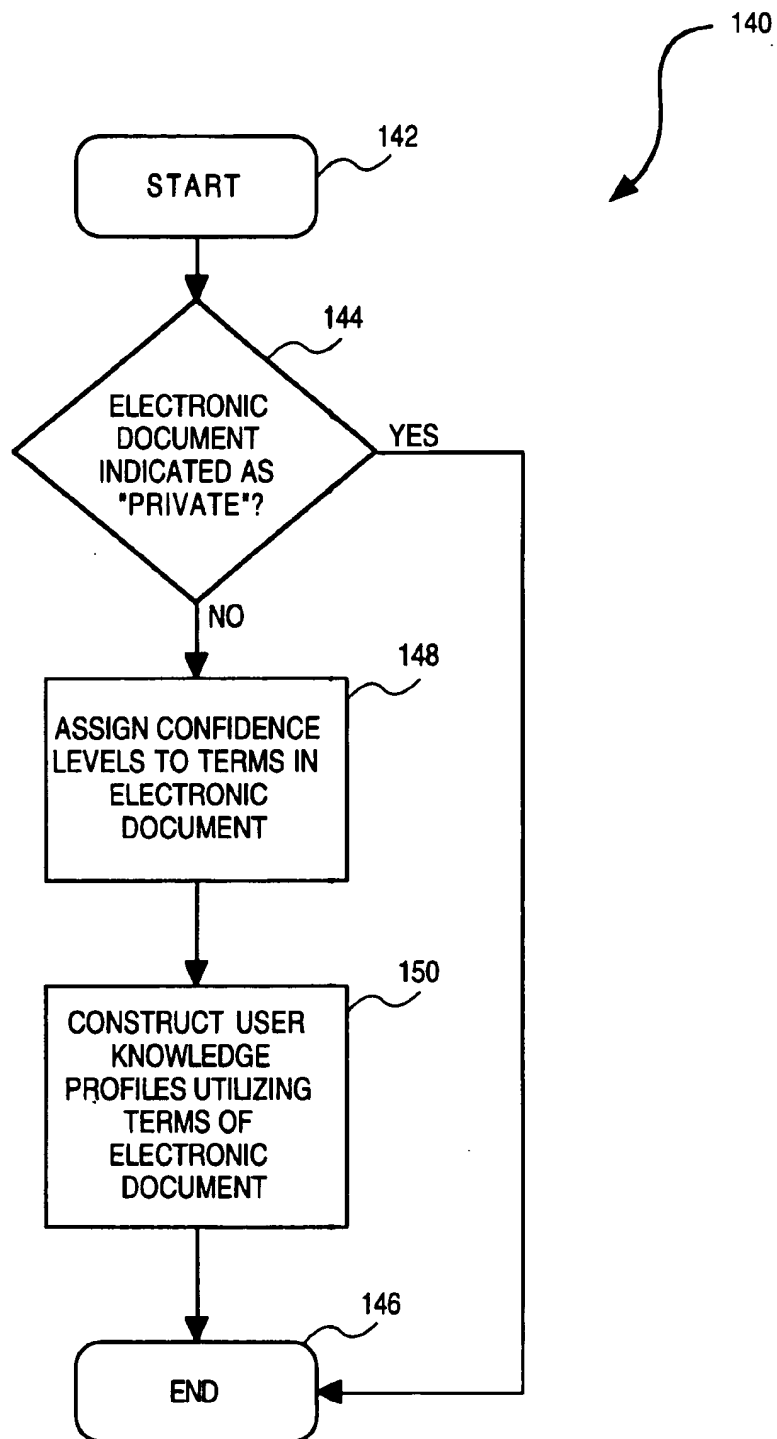 140
142
START
144
ELECTRONIC
DOCUMENT
INDICATED AS
"PRIVATE"?
YES
NO
148
ASSIGN CONFIDENCE
LEVELS TO TERMS IN
ELECTRONIC
DOCUMENT
150
CONSTRUCT USER
KNOWLEDGE
PROFILES UTILIZING
TERMS OF
ELECTRONIC
DOCUMENT
146
END